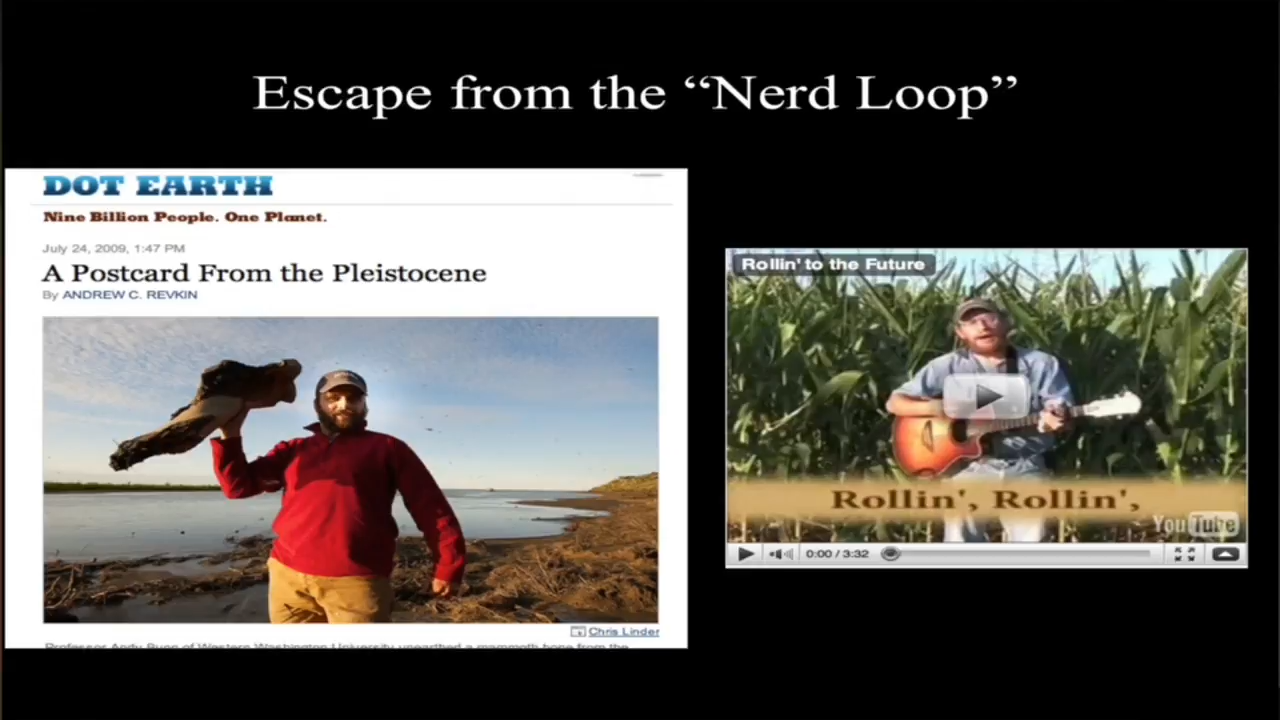 Escape from the “Nerd Loop”
DOT EARTH
Nine Billion People. One Planet.
July 24, 2009, 1:47 PM
A Postcard From the Pleistocene
By ANDREW C. REVKIN
Chris Linder
Professor Andy Bunn of Western Washington University unearthed a mammoth bone from the
Rollin' to the Future
Rollin', Rollin',
YouTube
0:00 / 3:32